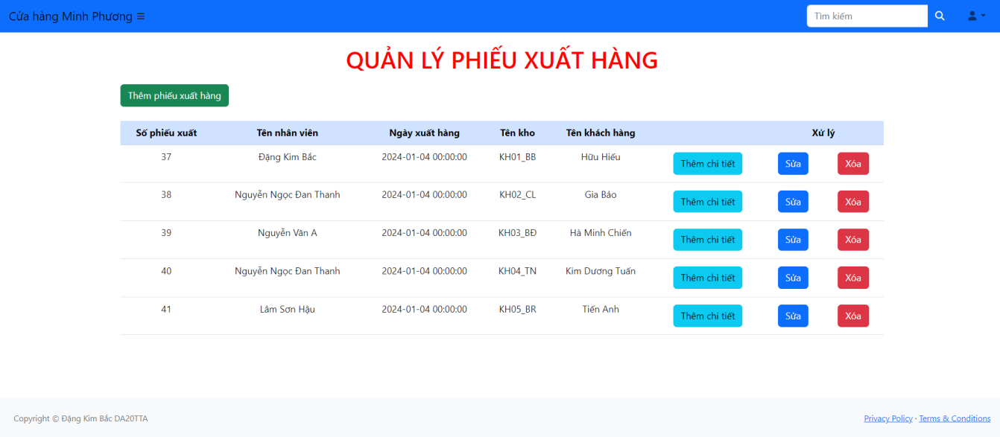 Cửa hàng Minh Phương
Tìm kiếm
QUẢN LÝ PHIẾU XUẤT HÀNG
Thêm phiếu xuất hàng
Số phiếu xuất Tên nhân viên Ngày xuất hàng Tên kho Tên khách hàng Xử lý
37 Đặng Kim Bắc 2024-01-04 00:00:00 KH01_BB Hữu Hiếu Thêm chi tiết Sửa Xóa
38 Nguyễn Ngọc Đan Thanh 2024-01-04 00:00:00 KH02_CL Gia Bảo Thêm chi tiết Sửa Xóa
39 Nguyễn Văn A 2024-01-04 00:00:00 KH03_BĐ Hà Minh Chiến Thêm chi tiết Sửa Xóa
40 Nguyễn Ngọc Đan Thanh 2024-01-04 00:00:00 KH04_TN Kim Dương Tuấn Thêm chi tiết Sửa Xóa
41 Lâm Sơn Hậu 2024-01-04 00:00:00 KH05_BR Tiến Anh Thêm chi tiết Sửa Xóa
Copyright © Đặng Kim Bắc DA20TTA Privacy Policy · Terms & Conditions